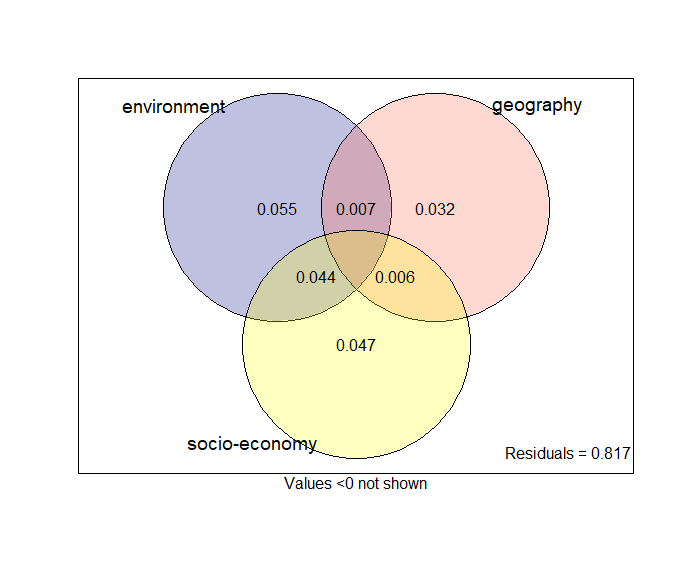 environment
geography
0.055
0.007
0.032
0.044
0.006
0.047
socio-economy
Residuals = 0.817
Values <0 not shown